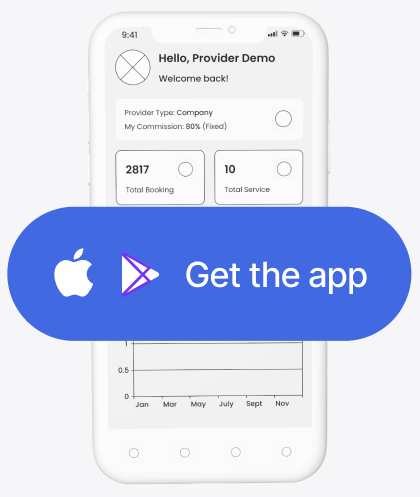 9:41
Hello, Provider Demo
Welcome back!
Provider Type: Company
My Commission: 80% (Fixed)
2817
Total Booking
10
Total Service
Get the app
1
0.5
0
Jan Mar May July Sept Nov